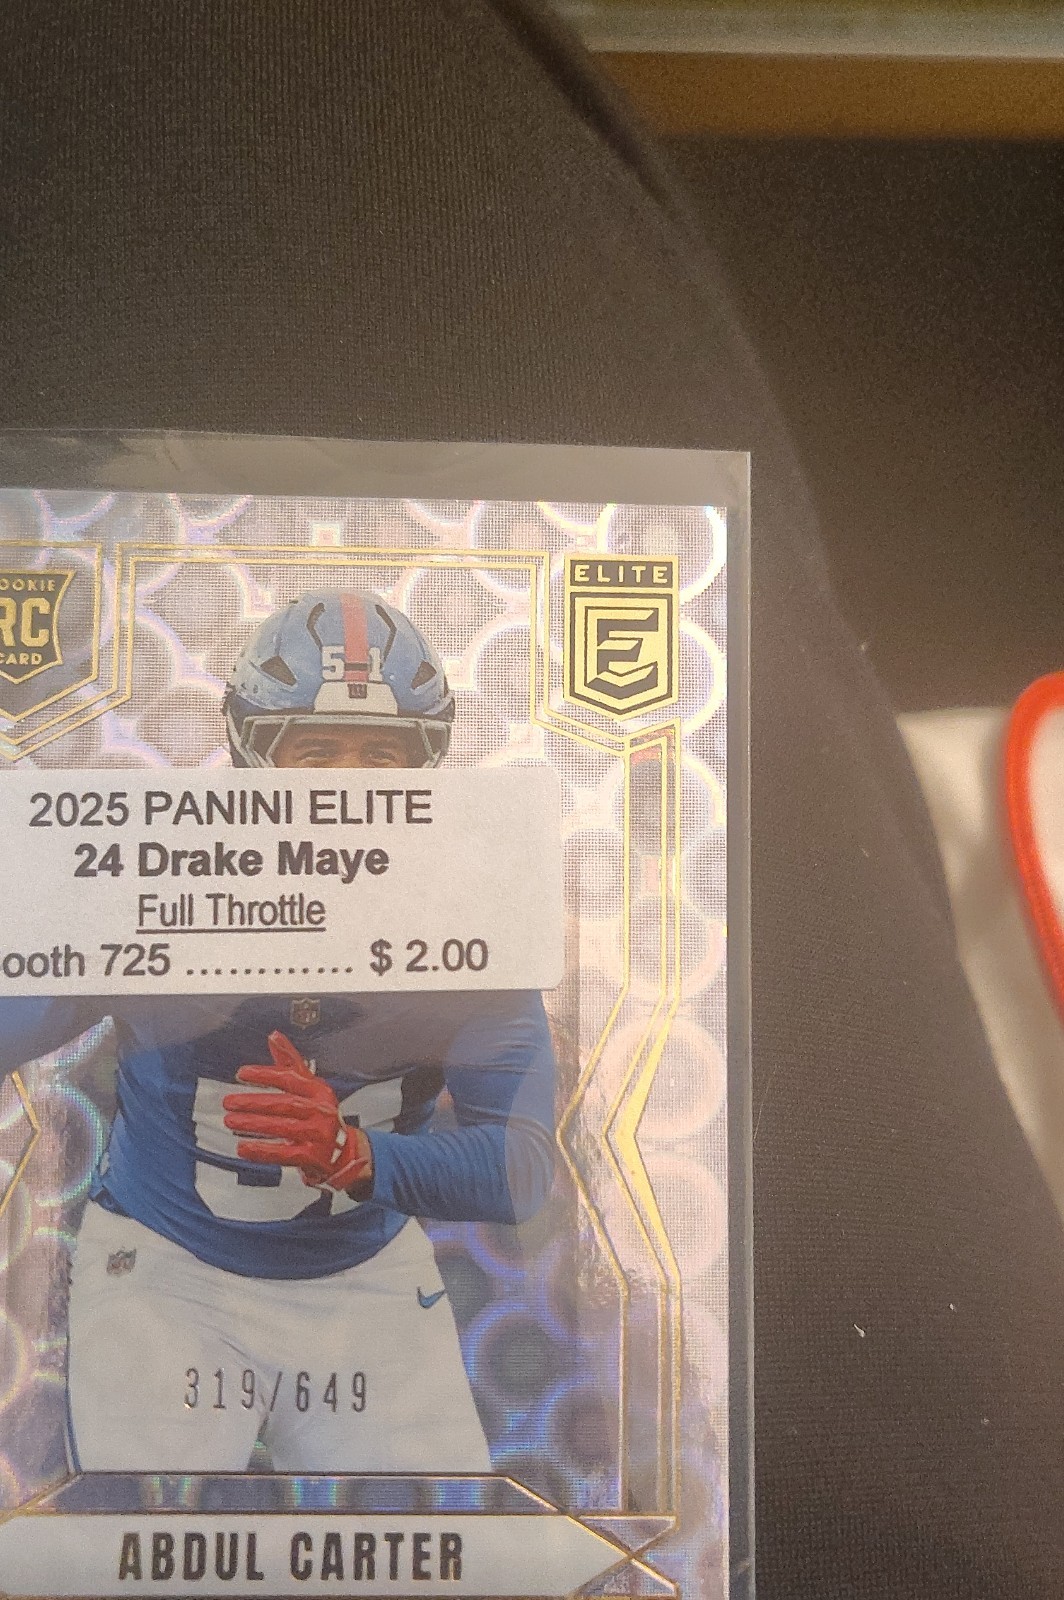 ROOKIE
RC
CARD
ELITE
E
51
2025 PANINI ELITE
24 Drake Maye
Full Throttle
ooth 725 ............ $ 2.00
319/649
ABDUL CARTER